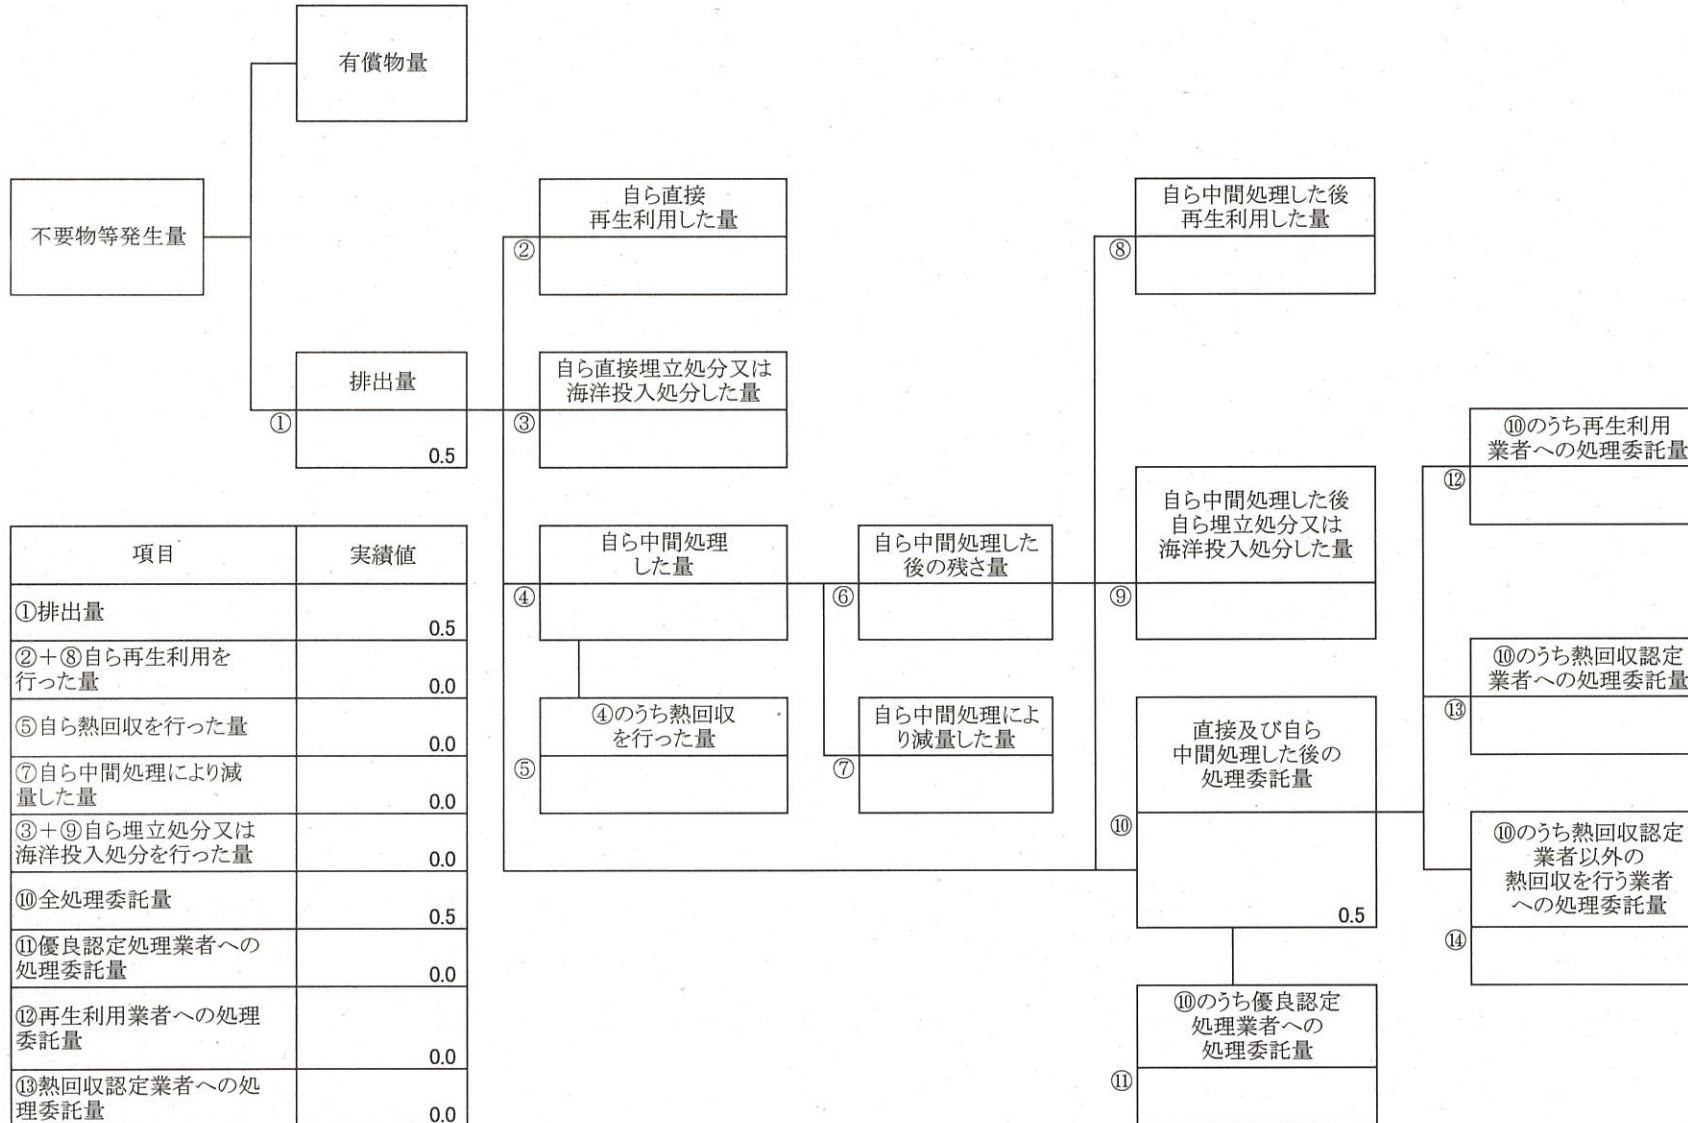 有償物量
不要物等発生量
排出量
①
0.5
自ら直接
再生利用した量
②
自ら直接埋立処分又は
海洋投入処分した量
③
自ら中間処理
した量
④
④のうち熱回収
を行った量
⑤
自ら中間処理した
後の残さ量
⑥
自ら中間処理によ
り減量した量
⑦
自ら中間処理した後
再生利用した量
⑧
自ら中間処理した後
自ら埋立処分又は
海洋投入処分した量
⑨
直接及び自ら
中間処理した後の
処理委託量
⑩
0.5
⑩のうち優良認定
処理業者への
処理委託量
⑪
⑩のうち再生利用
業者への処理委託量
⑫
⑩のうち熱回収認定
業者への処理委託量
⑬
⑩のうち熱回収認定
業者以外の
熱回収を行う業者
への処理委託量
⑭
項目 実績値
①排出量
0.5
②+⑧自ら再生利用を
行った量
0.0
⑤自ら熱回収を行った量
0.0
⑦自ら中間処理により減
量した量
0.0
③+⑨自ら埋立処分又は
海洋投入処分を行った量
0.0
⑩全処理委託量
0.5
⑪優良認定処理業者への
処理委託量
0.0
⑫再生利用業者への処理
委託量
0.0
⑬熱回収認定業者への処
理委託量
0.0